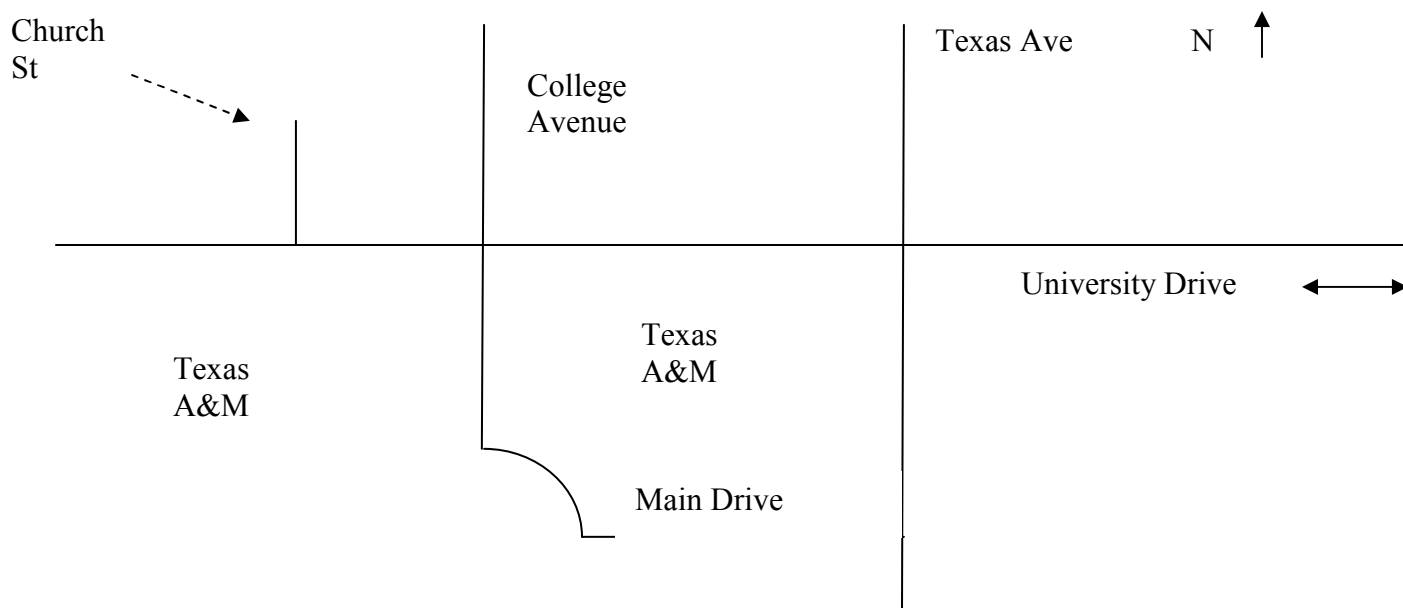 Church
St
College
Avenue
Texas Ave
N
University Drive
Texas
A&M
Texas
A&M
Main Drive